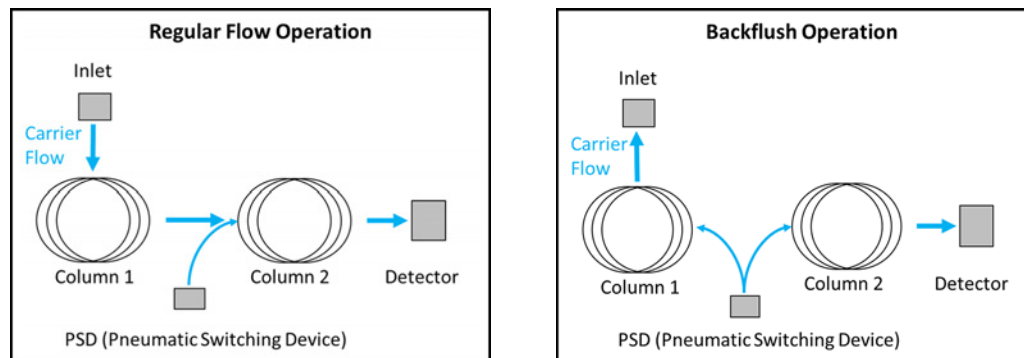 Regular Flow Operation
Inlet
Carrier
Flow
Column 1
Column 2
Detector
PSD (Pneumatic Switching Device)
Backflush Operation
Inlet
Carrier
Flow
Column 1
Column 2
Detector
PSD (Pneumatic Switching Device)